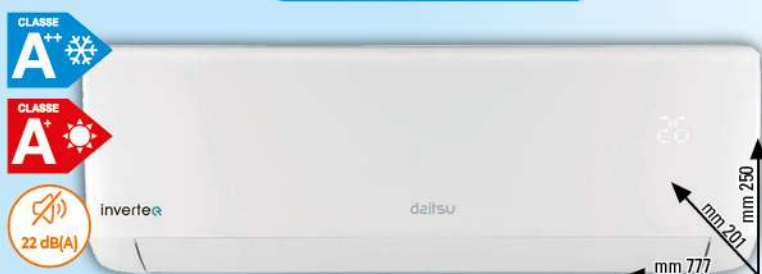 CLASSE
A++
CLASSE
A+
22 dB(A)
inverter
daitsu
26
mm 250
mm 201
mm 777